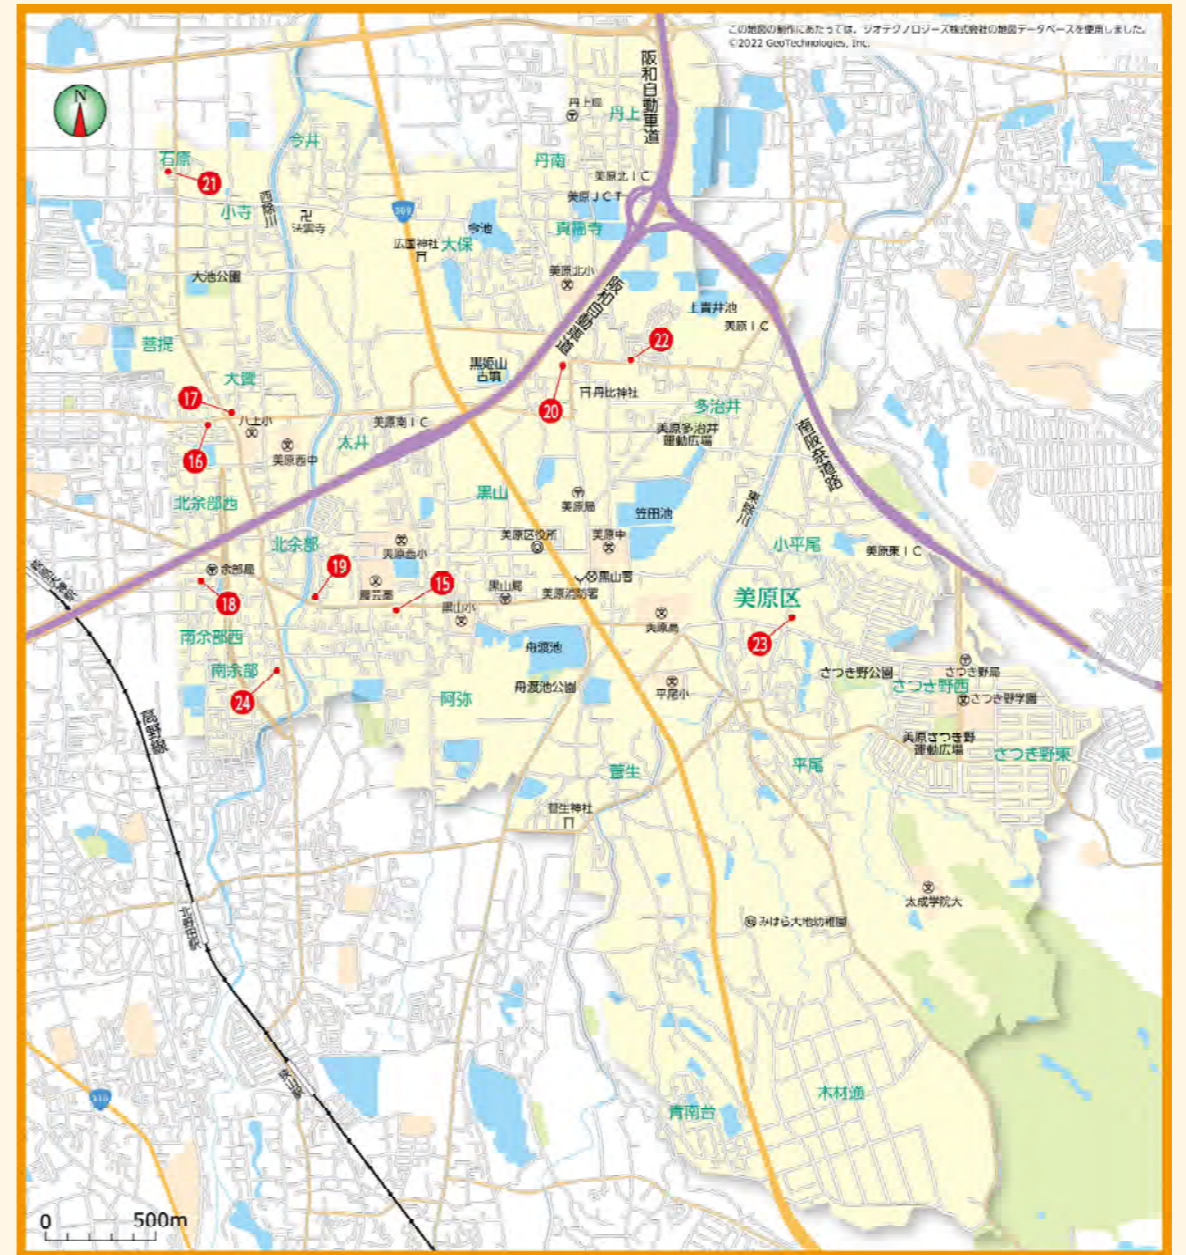 この地図の制作にあたっては、ジオテクノロジーズ株式会社の地図データベースを使用しました。
©2022 GeoTechnologies, Inc.
阪和自動車道
N
丹上局
丹上
今井
石原
21
丹南
美原北IC
美原JCT
西除川
小寺
卍
法雲寺
309
今池
真福寺
広国神社
大保
大池公園
美原北小
阪和自動車道
上青井池
美原IC
22
菩提
黒姫山
古墳
大饗
丹比神社
17
20
多治井
八上小
美原南IC
美原多治井
運動広場
南阪奈道路
太井
16
美原西中
黒山
北余部西
美原局
笠田池
東除川
美原区役所
美原中
北余部
美原西小
小平尾
美原東IC
余部局
19
15
黒山警
18
黒山局
美原消防署
美原区
黒山小
南余部西
美原高
23
舟渡池
南余部
さつき野公園
さつき野局
24
舟渡池公園
平尾小
さつき野西
さつき野学園
阿弥
高野線
美原さつき野
運動広場
さつき野東
菅生
平尾
菅生神社
太成学院大
みはら大地幼稚園
310
木材通
青南台
0
500m